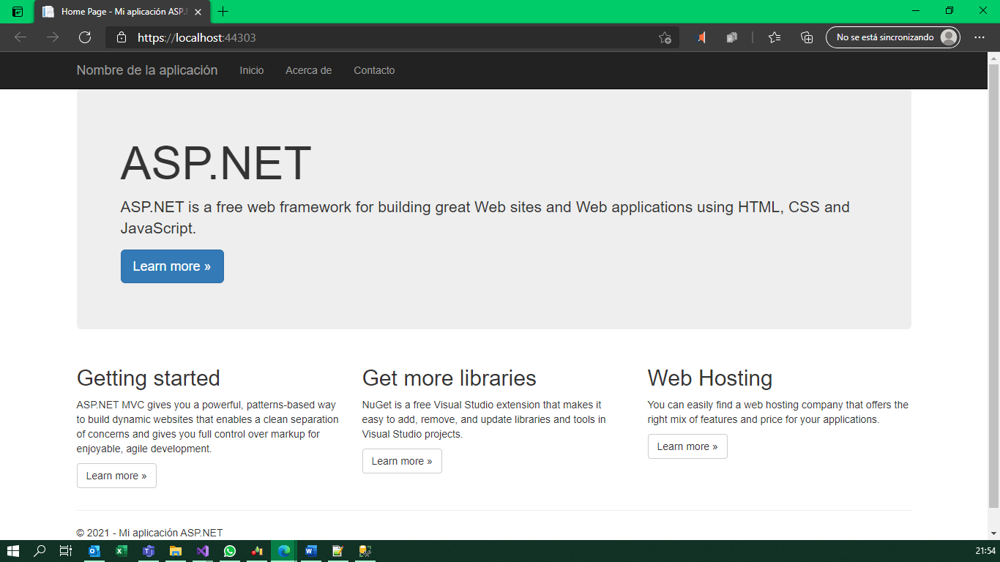 Home Page - Mi aplicación ASP.N
https://localhost:44303
No se está sincronizando
Nombre de la aplicación
Inicio
Acerca de
Contacto
ASP.NET
ASP.NET is a free web framework for building great Web sites and Web applications using HTML, CSS and
JavaScript.
Learn more »
Getting started
ASP.NET MVC gives you a powerful, patterns-based way
to build dynamic websites that enables a clean separation
of concerns and gives you full control over markup for
enjoyable, agile development.
Learn more »
Get more libraries
NuGet is a free Visual Studio extension that makes it
easy to add, remove, and update libraries and tools in
Visual Studio projects.
Learn more »
Web Hosting
You can easily find a web hosting company that offers the
right mix of features and price for your applications.
Learn more »
© 2021 - Mi aplicación ASP.NET
21:54